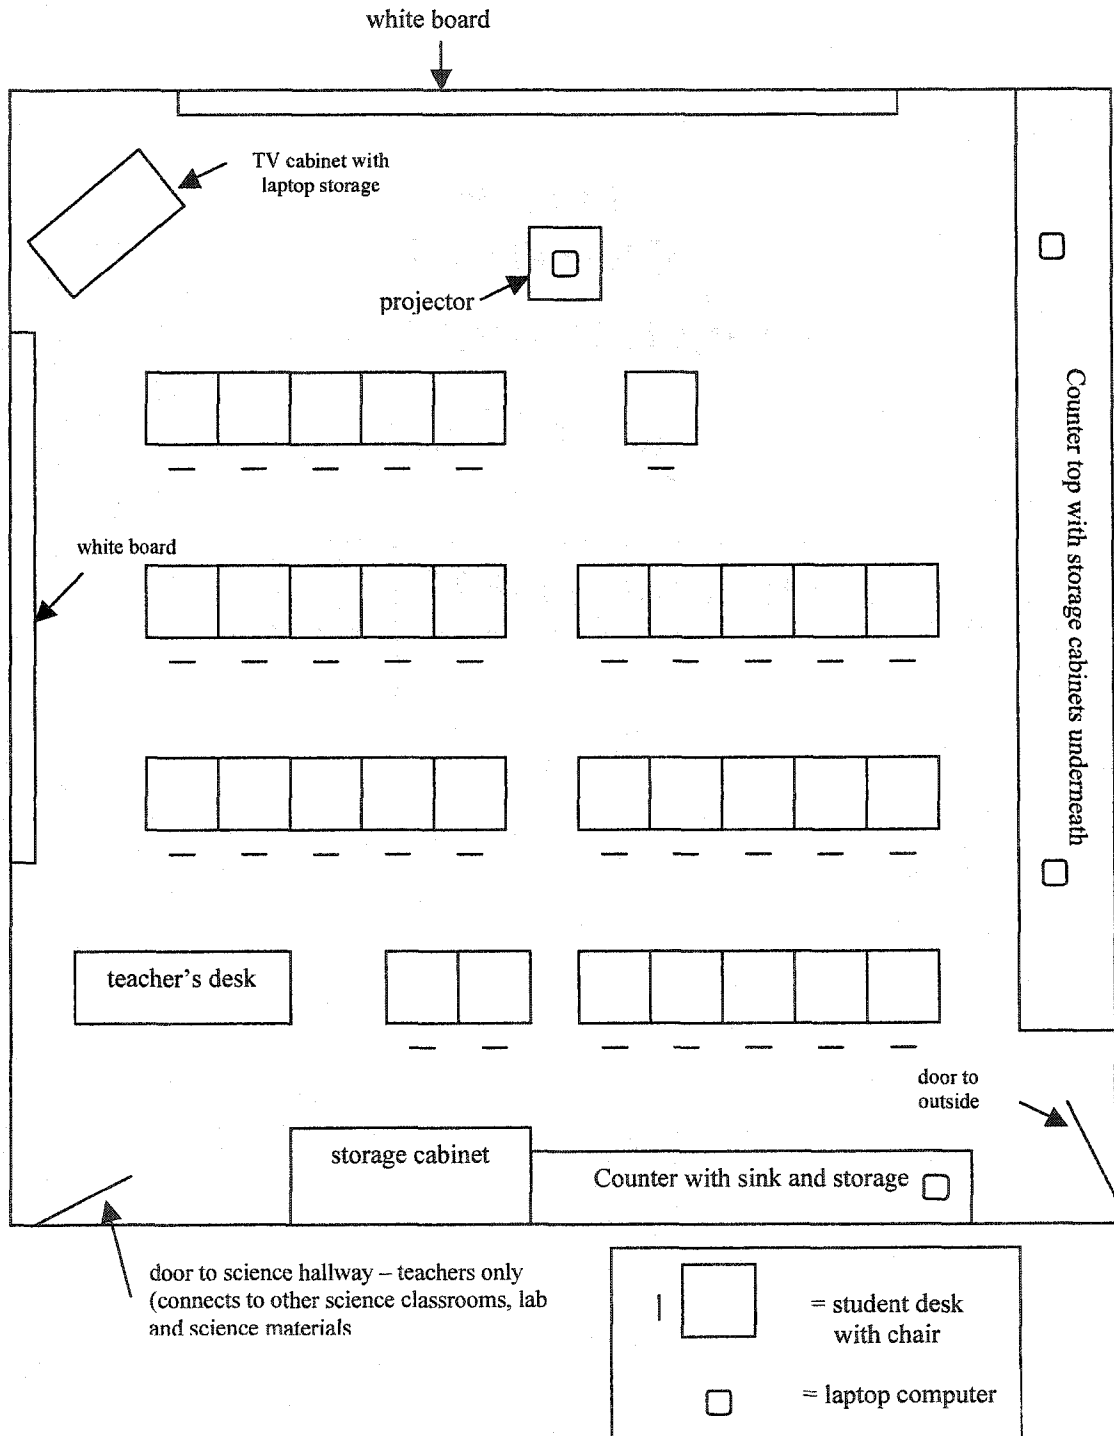 white board
TV cabinet with
laptop storage
projector
white board
Counter top with storage cabinets underneath
teacher's desk
door to
outside
storage cabinet
Counter with sink and storage
door to science hallway – teachers only
(connects to other science classrooms, lab
and science materials
= student desk
with chair
= laptop computer